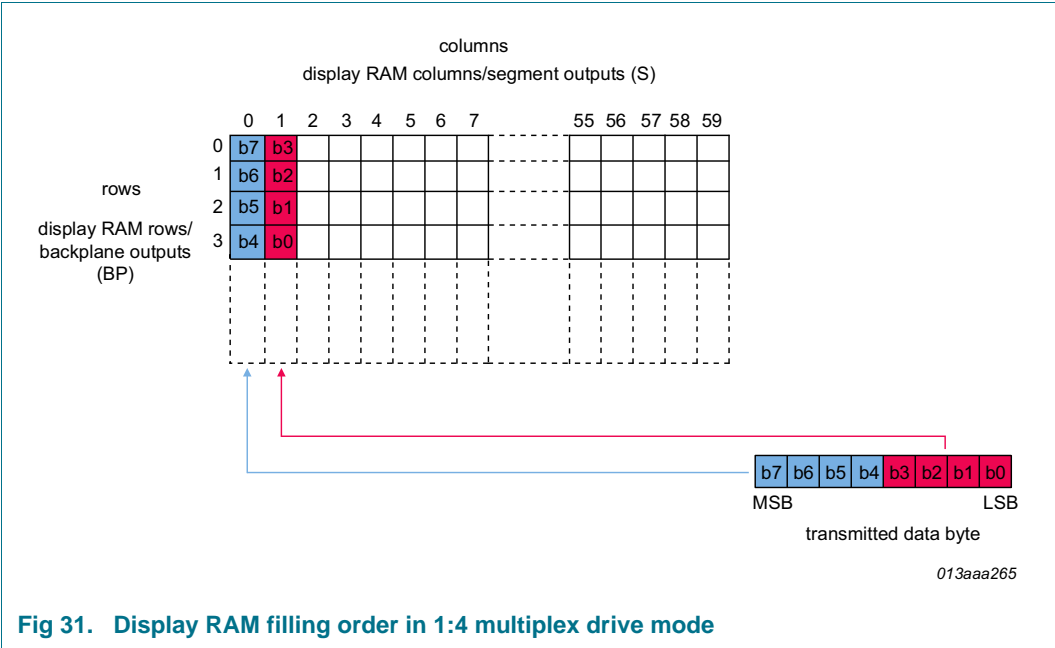 columns
display RAM columns/segment outputs (S)
0 1 2 3 4 5 6 7 55 56 57 58 59
0 b7 b3
1 b6 b2
rows
2 b5 b1
display RAM rows/
3 b4 b0
backplane outputs
(BP)
b7 b6 b5 b4 b3 b2 b1 b0
MSB LSB
transmitted data byte
013aaa265
Fig 31. Display RAM filling order in 1:4 multiplex drive mode